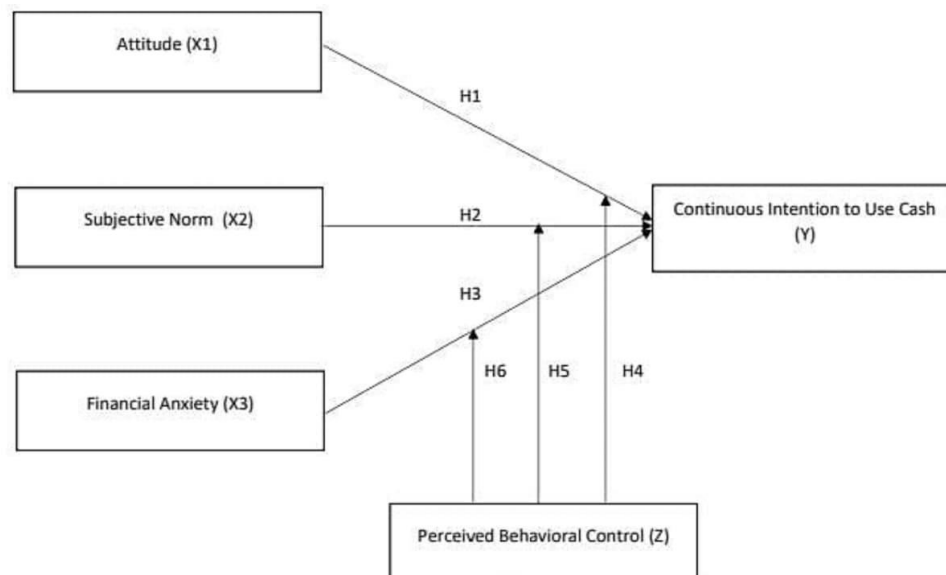 Attitude (X1)
H1
Subjective Norm (X2)
H2
Continuous Intention to Use Cash
(Y)
H3
Financial Anxiety (X3)
H6
H5
H4
Perceived Behavioral Control (Z)